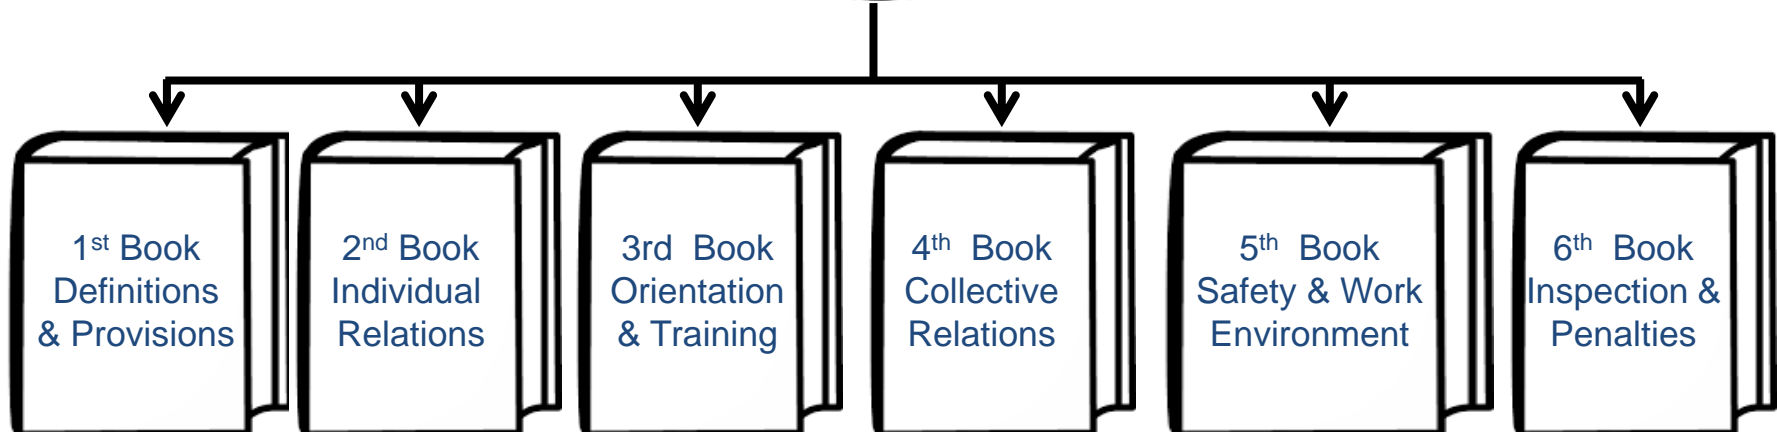 1st Book
Definitions
& Provisions
2nd Book
Individual
Relations
3rd Book
Orientation
& Training
4th Book
Collective
Relations
5th Book
Safety & Work
Environment
6th Book
Inspection &
Penalties